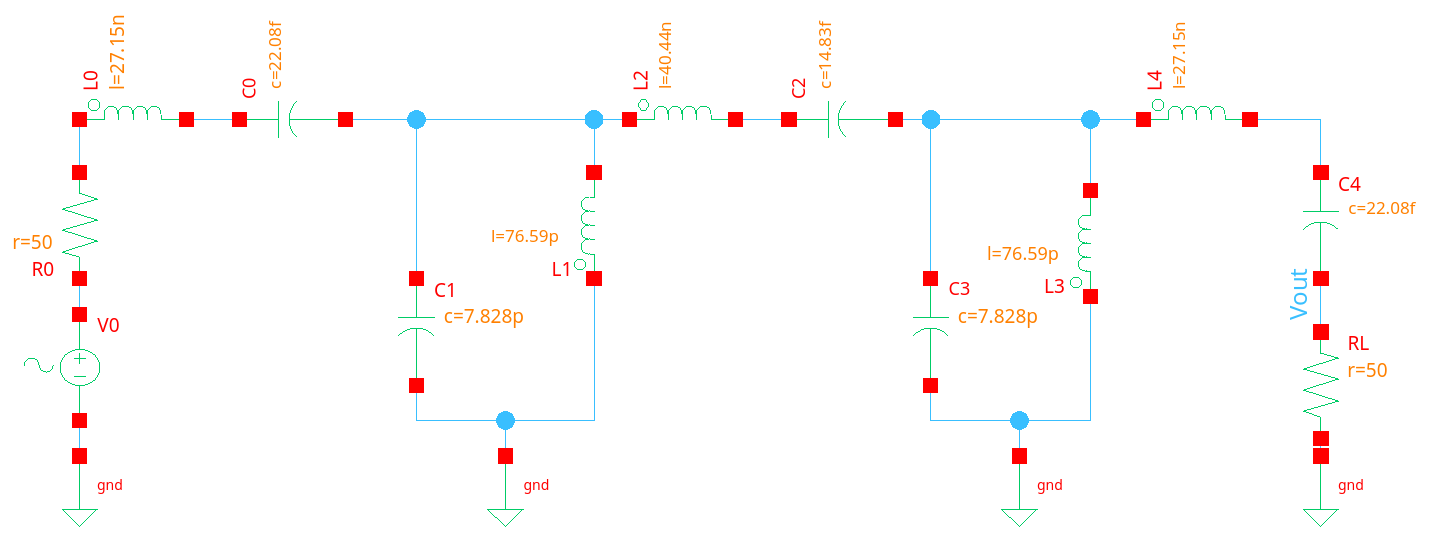 L0
l=27.15n
C0
c=22.08f
L2
l=40.44n
C2
c=14.83f
L4
l=27.15n
r=50
R0
V0
l=76.59p
L1
C1
c=7.828p
l=76.59p
L3
C3
c=7.828p
C4
c=22.08f
Vout
RL
r=50
gnd
gnd
gnd
gnd